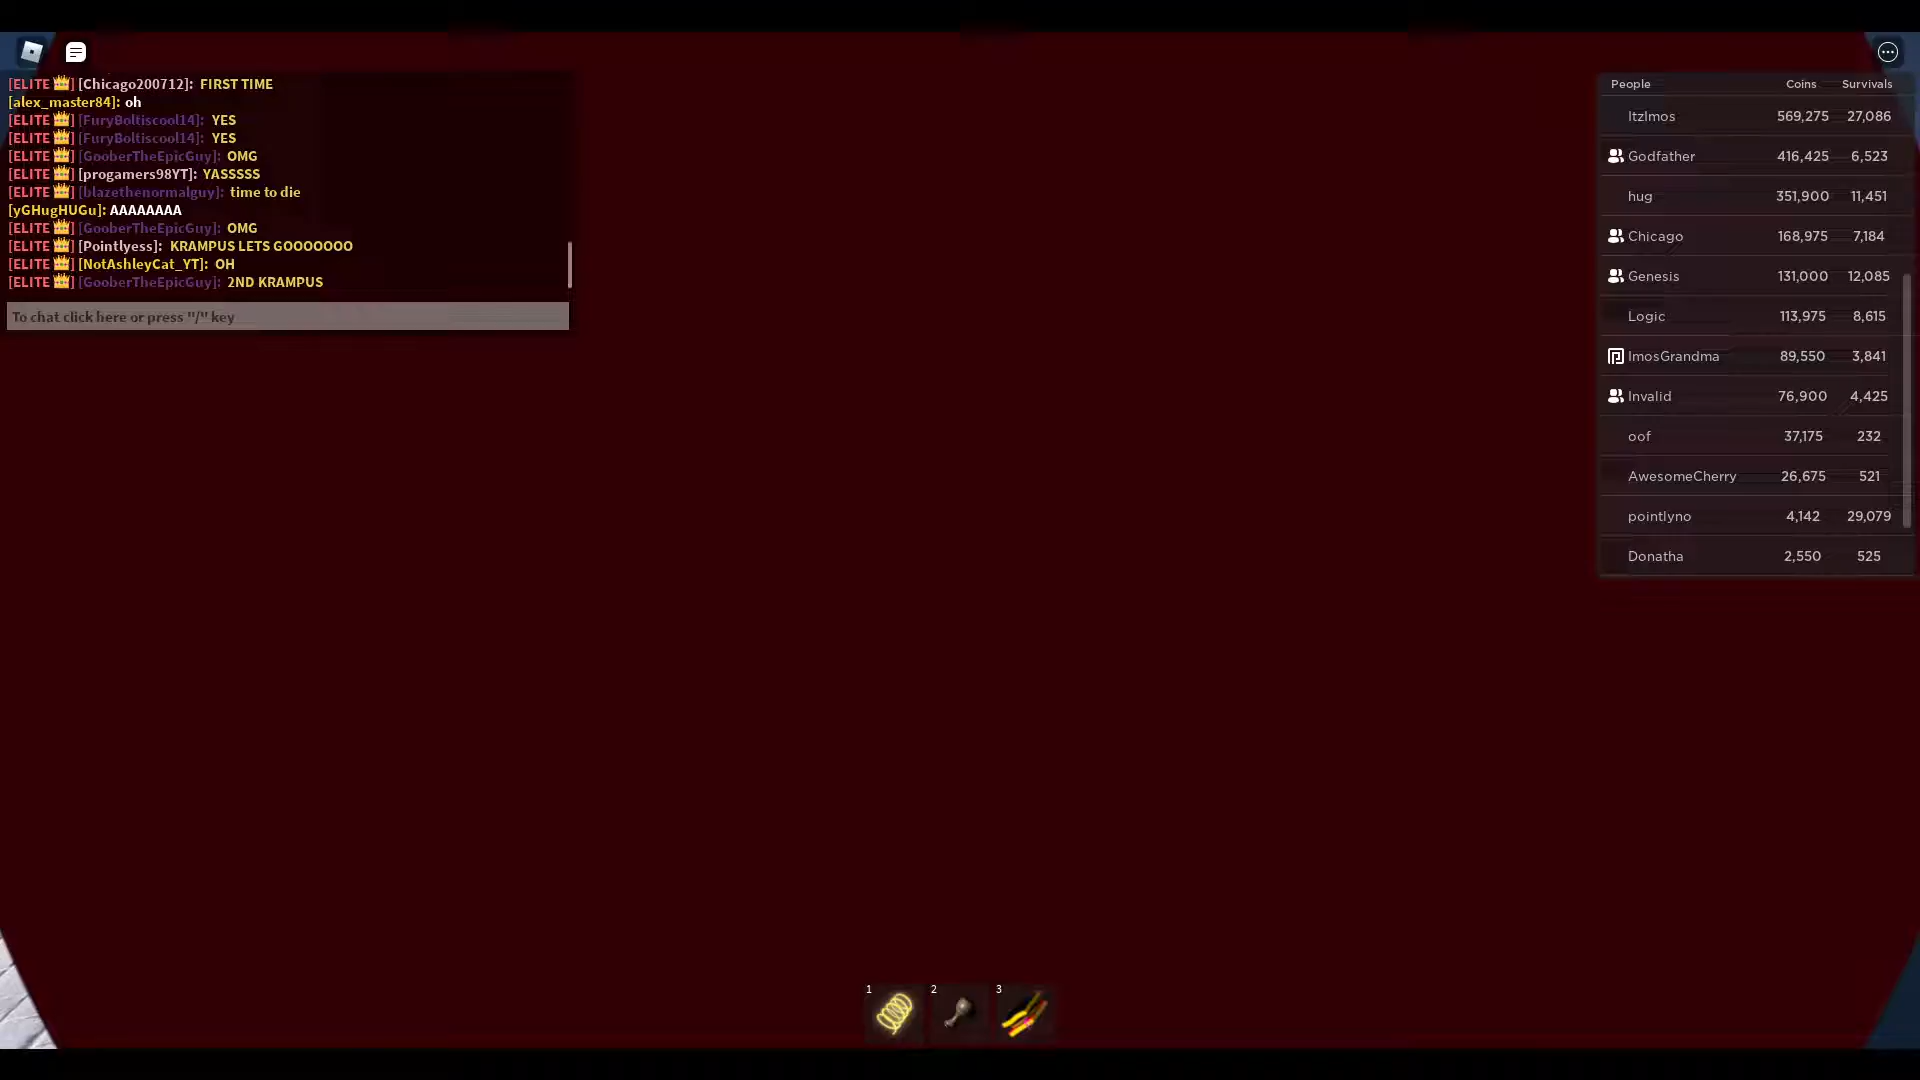 [ELITE👑] [Chicago200712]: FIRST TIME
[alex_master84]: oh
[ELITE👑] [FuryBoltiscool14]: YES
[ELITE👑] [FuryBoltiscool14]: YES
[ELITE👑] [GooberTheEpicGuy]: OMG
[ELITE👑] [progamers98YT]: YASSSSS
[ELITE👑] [blazethenormalguy]: time to die
[yGHugHUGu]: AAAAAAAA
[ELITE👑] [GooberTheEpicGuy]: OMG
[ELITE👑] [Pointlyess]: KRAMPUS LETS GOOOOOOO
[ELITE👑] [NotAshleyCat_YT]: OH
[ELITE👑] [GooberTheEpicGuy]: 2ND KRAMPUS
To chat click here or press "/" key
People Coins Survivals
ItzImos 569,275 27,086
Godfather 416,425 6,523
hug 351,900 11,451
Chicago 168,975 7,184
Genesis 131,000 12,085
Logic 113,975 8,615
ImosGrandma 89,550 3,841
Invalid 76,900 4,425
oof 37,175 232
AwesomeCherry 26,675 521
pointlyno 4,142 29,079
Donatha 2,550 525
1 2 3